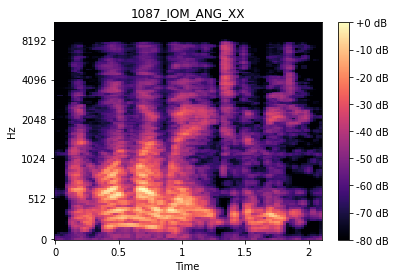 1087_IOM_ANG_XX
+0 dB
8192
-10 dB
4096
-20 dB
-30 dB
2048
-40 dB
Hz
1024
-50 dB
512
-60 dB
-70 dB
0
-80 dB
0
0.5
1
1.5
2
Time